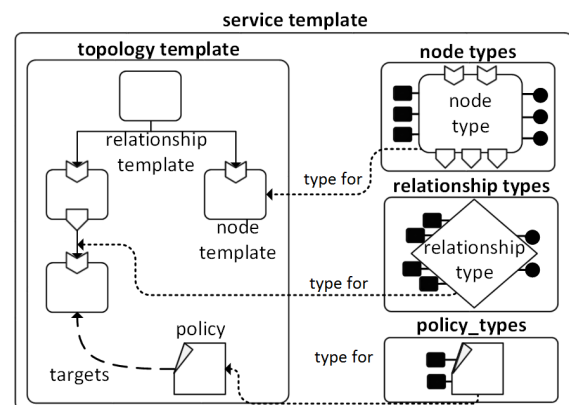 service template
topology template
relationship
template
node
template
policy
targets
node types
node
type
type for
relationship types
relationship
type
type for
policy_types
type for